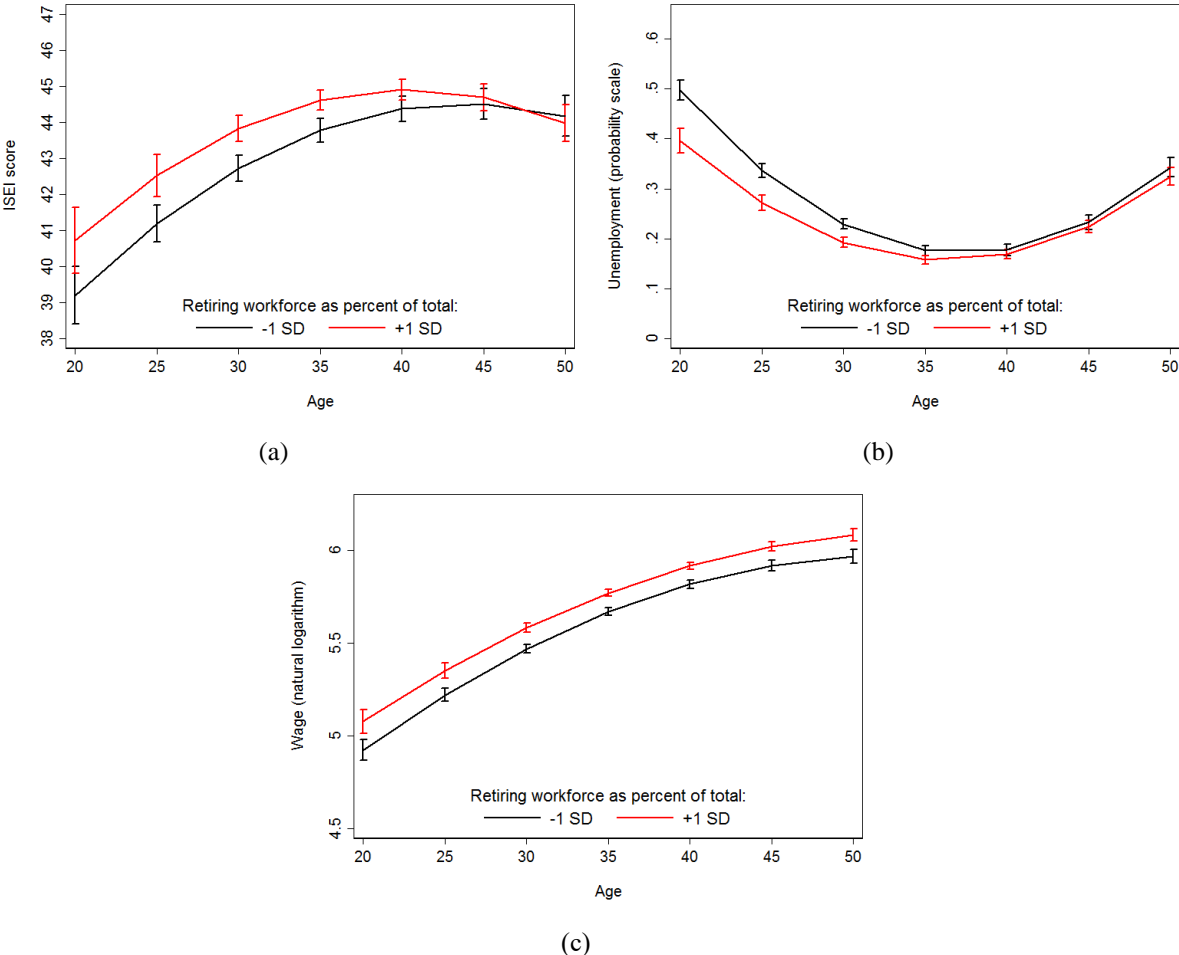 47
46
45
44
43
42
41
40
39
38
ISEI score
Retiring workforce as percent of total:
-1 SD +1 SD
20 25 30 35 40 45 50
Age
(a)
.6
.5
.4
.3
.2
.1
0
Unemployment (probability scale)
Retiring workforce as percent of total:
-1 SD +1 SD
20 25 30 35 40 45 50
Age
(b)
6
5.5
5
4.5
Wage (natural logarithm)
Retiring workforce as percent of total:
-1 SD +1 SD
20 25 30 35 40 45 50
Age
(c)